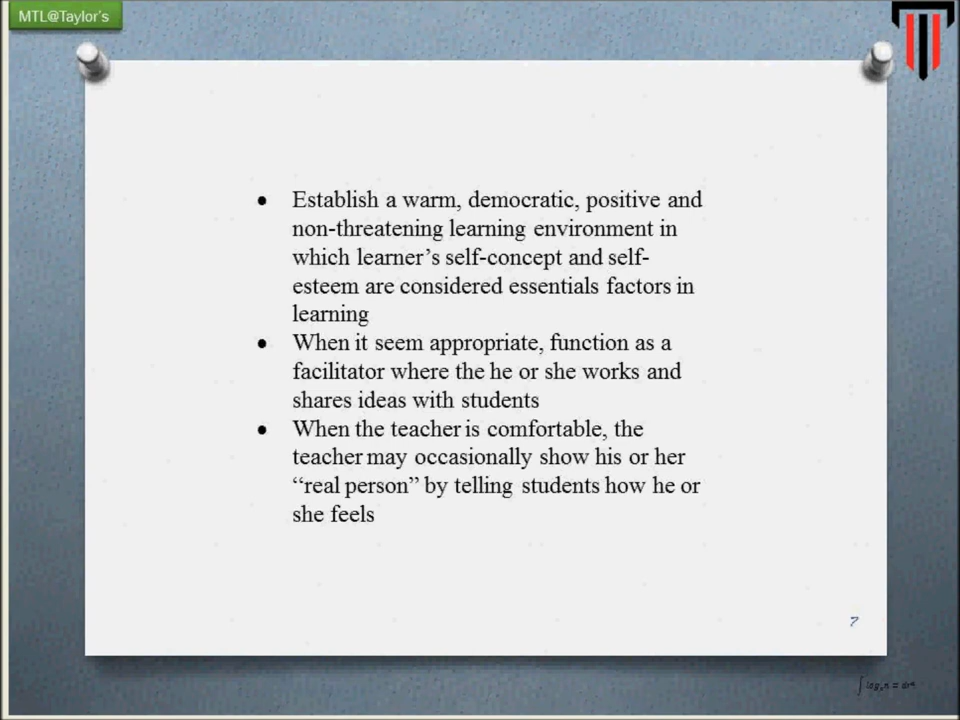 MTL@Taylor's
• Establish a warm, democratic, positive and
non-threatening learning environment in
which learner's self-concept and self-
esteem are considered essentials factors in
learning
• When it seem appropriate, function as a
facilitator where the he or she works and
shares ideas with students
• When the teacher is comfortable, the
teacher may occasionally show his or her
“real person” by telling students how he or
she feels
7